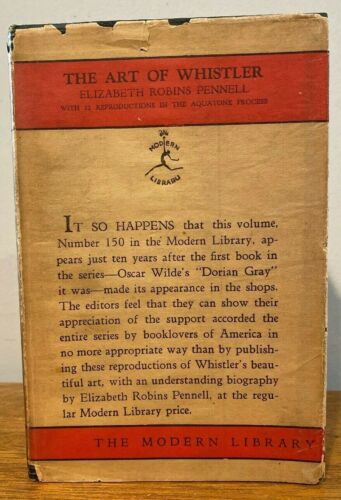 THE ART OF WHISTLER
ELIZABETH ROBINS PENNELL
WITH 32 REPRODUCTIONS IN THE AQUATONE PROCESS
MODERN
LIBRARY
IT SO HAPPENS that this volume,
Number 150 in the Modern Library, ap-
pears just ten years after the first book in
the series—Oscar Wilde's "Dorian Gray"
it was—made its appearance in the shops.
The editors feel that they can show their
appreciation of the support accorded the
entire series by booklovers of America in
no more appropriate way than by publish-
ing these reproductions of Whistler's beau-
tiful art, with an understanding biography
by Elizabeth Robins Pennell, at the regu-
lar Modern Library price.
THE MODERN LIBRARY